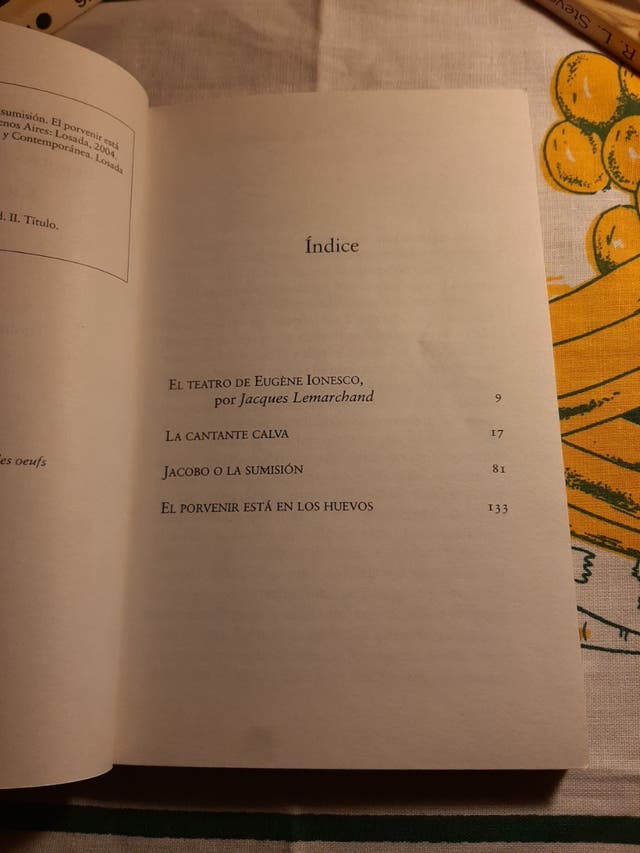 sumisión. El porvenir está
enos Aires: Losada, 2004.
y Contemporánea. Losada
d. II. Título.
es oeufs
R. L. Stev
Índice
El teatro de Eugène Ionesco,
por Jacques Lemarchand 9
La cantante calva 17
Jacobo o la sumisión 81
El porvenir está en los huevos 133